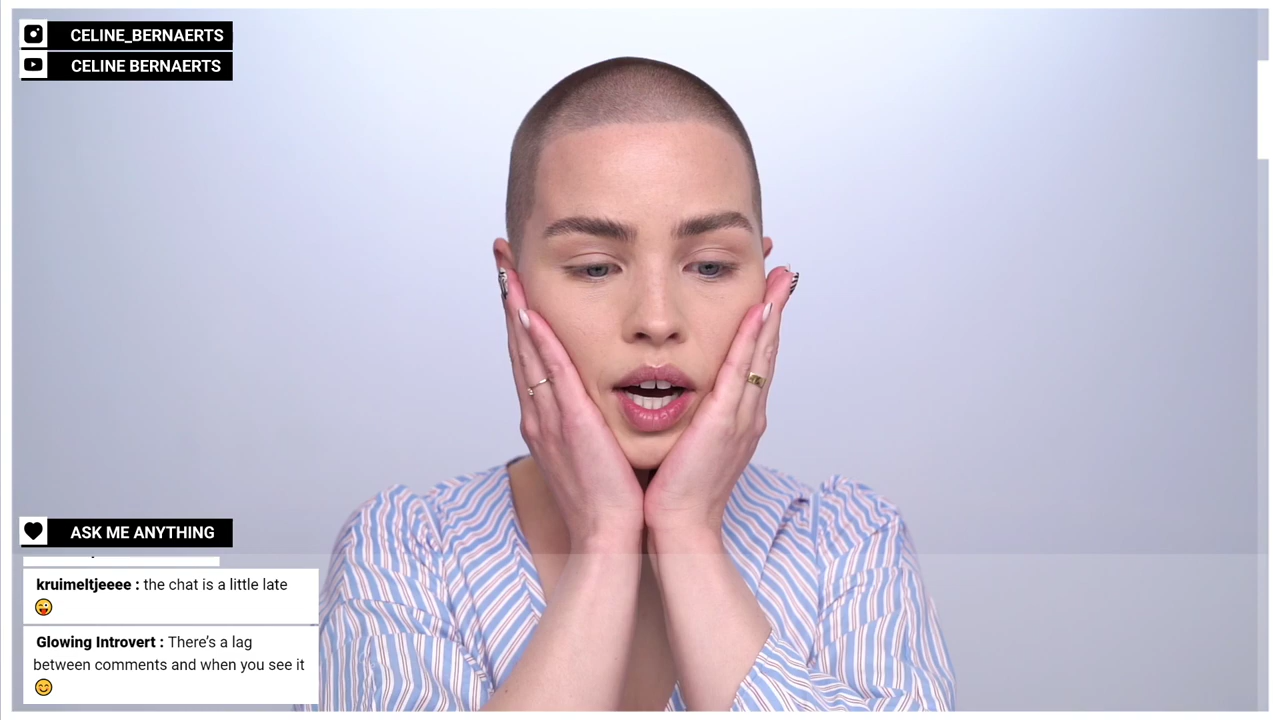 CELINE_BERNAERTS
CELINE BERNAERTS
ASK ME ANYTHING
kruimeltjeeee : the chat is a little late
😜
Glowing Introvert : There's a lag
between comments and when you see it
😊